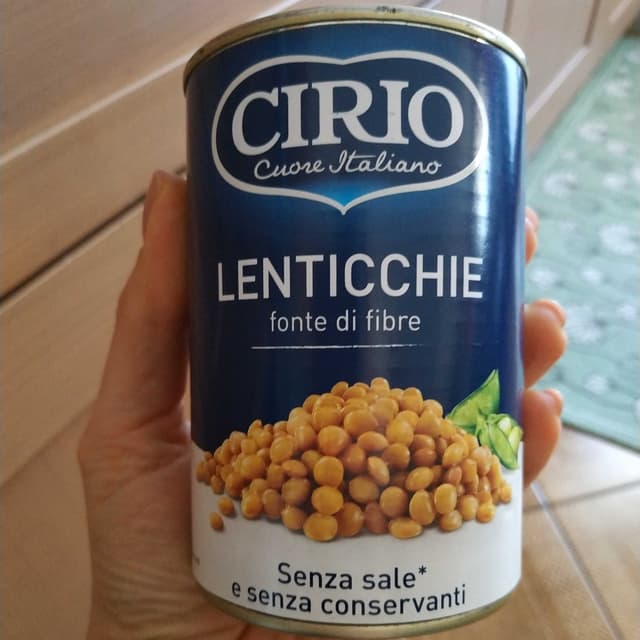 CIRIO
Cuore Italiano
LENTICCHIE
fonte di fibre
Senza sale*
e senza conservanti